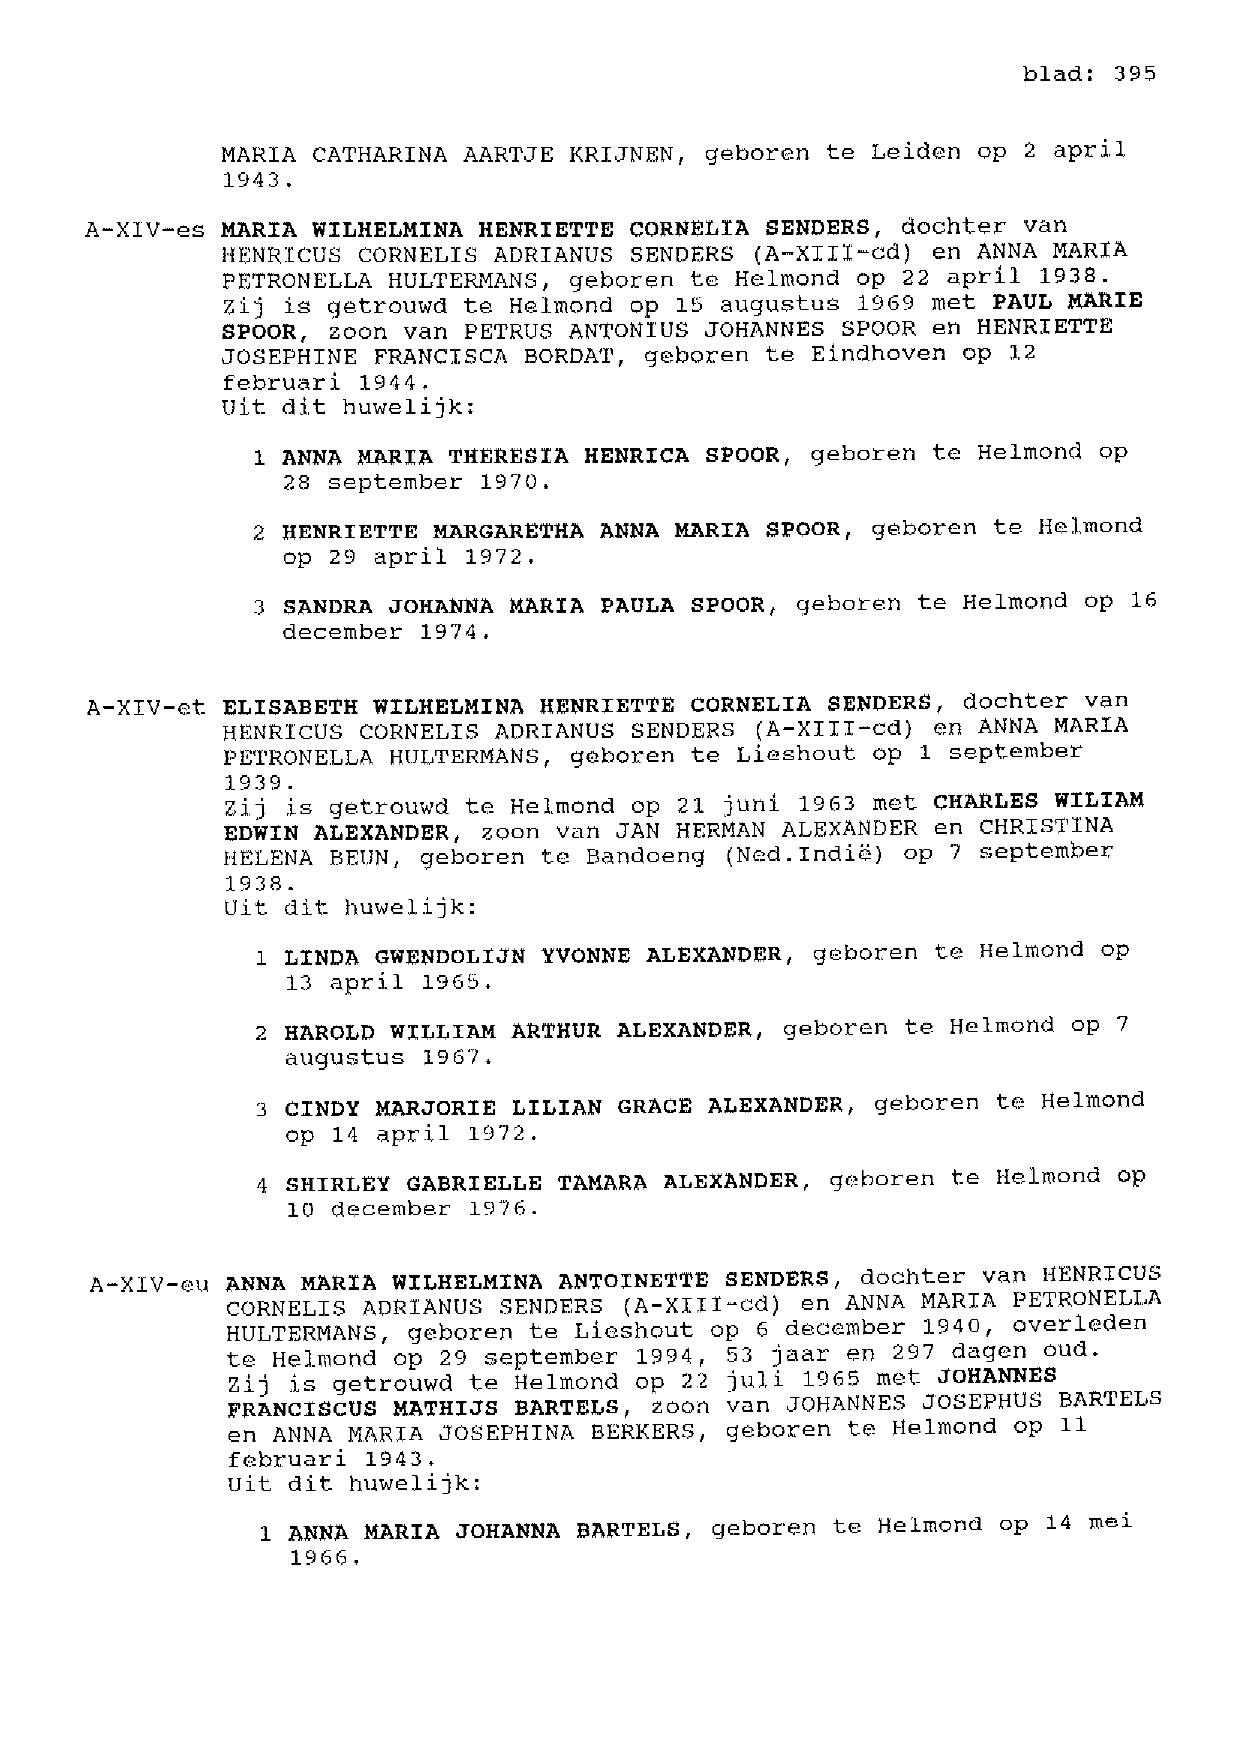 blad: 395
MARIA CATHARINA AARTJE KRIJNEN, geboren te Leiden op 2 april
1943.
A-XIV-es MARIA WILHELMINA HENRIETTE CORNELIA SENDERS, dochter van
HENRICUS CORNELIS ADRIANUS SENDERS (A-XIII-cd) en ANNA MARIA
PETRONELLA HULTERMANS, geboren te Helmond op 22 april 1938.
Zij is getrouwd te Helmond op 15 augustus 1969 met PAUL MARIE
SPOOR, zoon van PETRUS ANTONIUS JOHANNES SPOOR en HENRIETTE
JOSEPHINE FRANCISCA BORDAT, geboren te Eindhoven op 12
februari 1944.
Uit dit huwelijk:
1 ANNA MARIA THERESIA HENRICA SPOOR, geboren te Helmond op
28 september 1970.
2 HENRIETTE MARGARETHA ANNA MARIA SPOOR, geboren te Helmond
op 29 april 1972.
3 SANDRA JOHANNA MARIA PAULA SPOOR, geboren te Helmond op 16
december 1974.
A-XIV-et ELISABETH WILHELMINA HENRIETTE CORNELIA SENDERS, dochter van
HENRICUS CORNELIS ADRIANUS SENDERS (A-XIII-cd) en ANNA MARIA
PETRONELLA HULTERMANS, geboren te Lieshout op 1 september
1939.
Zij is getrouwd te Helmond op 21 juni 1963 met CHARLES WILIAM
EDWIN ALEXANDER, zoon van JAN HERMAN ALEXANDER en CHRISTINA
HELENA BEUN, geboren te Bandoeng (Ned.Indië) op 7 september
1938.
Uit dit huwelijk:
1 LINDA GWENDOLIJN YVONNE ALEXANDER, geboren te Helmond op
13 april 1965.
2 HAROLD WILLIAM ARTHUR ALEXANDER, geboren te Helmond op 7
augustus 1967.
3 CINDY MARJORIE LILIAN GRACE ALEXANDER, geboren te Helmond
op 14 april 1972.
4 SHIRLEY GABRIELLE TAMARA ALEXANDER, geboren te Helmond op
10 december 1976.
A-XIV-eu ANNA MARIA WILHELMINA ANTOINETTE SENDERS, dochter van HENRICUS
CORNELIS ADRIANUS SENDERS (A-XIII-cd) en ANNA MARIA PETRONELLA
HULTERMANS, geboren te Lieshout op 6 december 1940, overleden
te Helmond op 29 september 1994, 53 jaar en 297 dagen oud.
Zij is getrouwd te Helmond op 22 juli 1965 met JOHANNES
FRANCISCUS MATHIJS BARTELS, zoon van JOHANNES JOSEPHUS BARTELS
en ANNA MARIA JOSEPHINA BERKERS, geboren te Helmond op 11
februari 1943.
Uit dit huwelijk:
1 ANNA MARIA JOHANNA BARTELS, geboren te Helmond op 14 mei
1966.